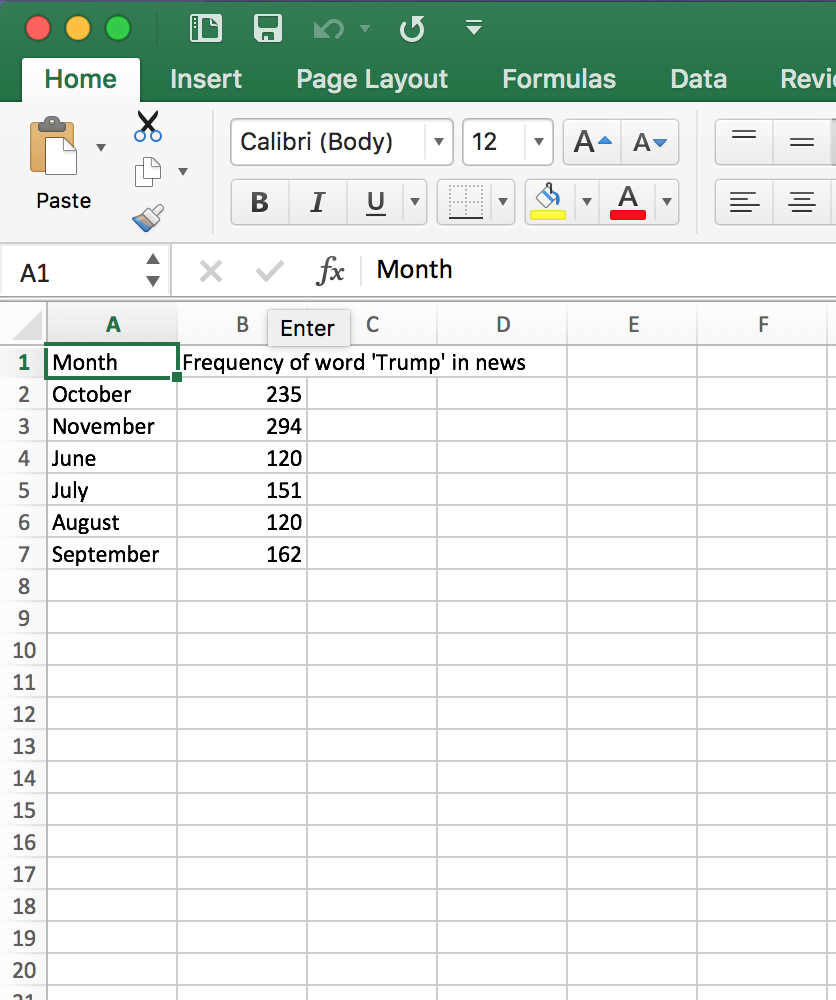 Home Insert Page Layout Formulas Data Revi
Calibri (Body) 12 A A
Paste B I U A
A1 fx Month
A B C D E F
Enter
1 Month Frequency of word 'Trump' in news
2 October 235
3 November 294
4 June 120
5 July 151
6 August 120
7 September 162
8
9
10
11
12
13
14
15
16
17
18
19
20
21